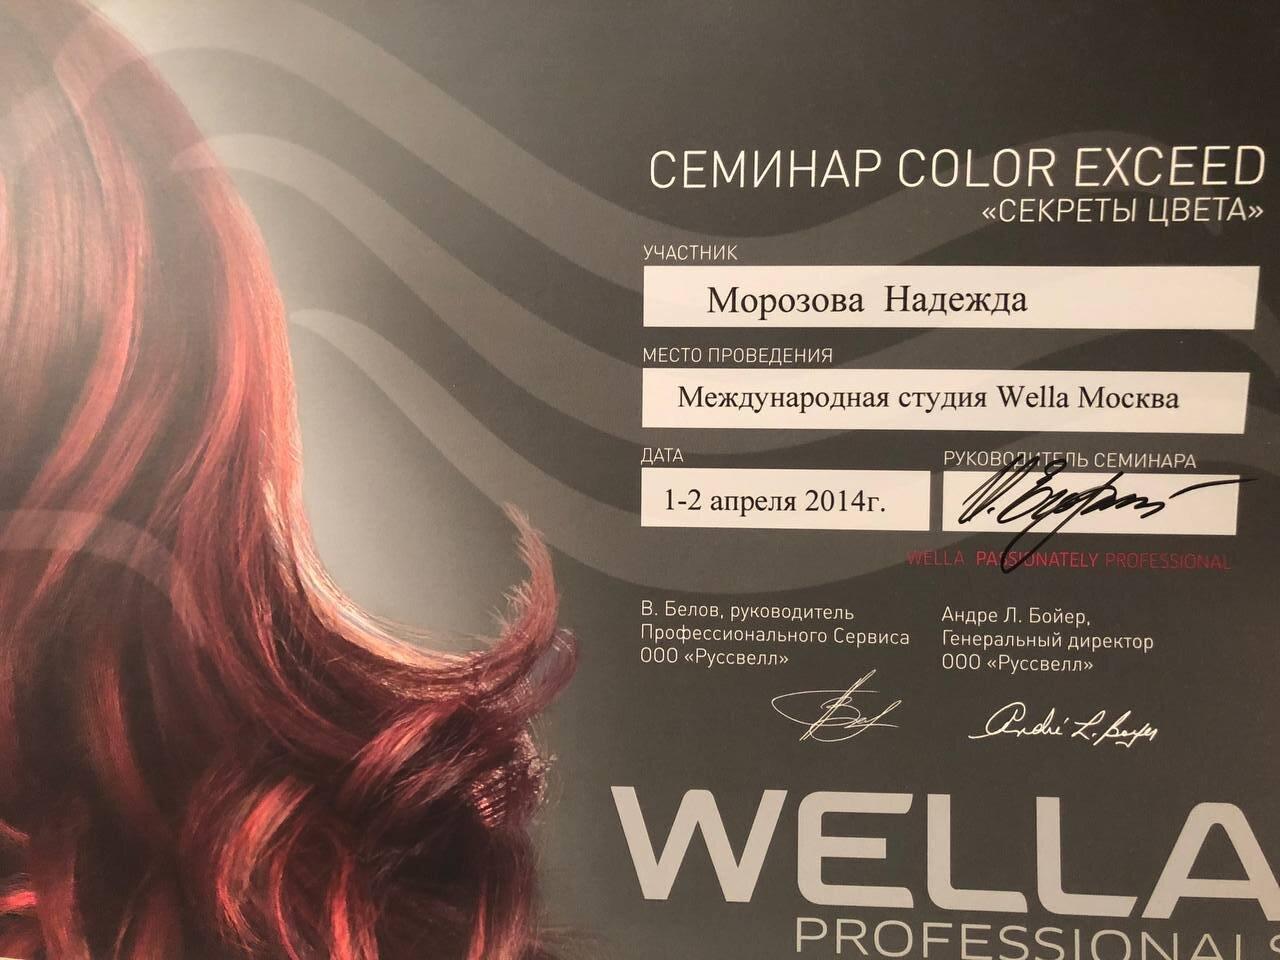 СЕМИНАР COLOR EXCEED
«СЕКРЕТЫ ЦВЕТА»
УЧАСТНИК
Морозова Надежда
МЕСТО ПРОВЕДЕНИЯ
Международная студия Wella Москва
ДАТА
1-2 апреля 2014г.
РУКОВОДИТЕЛЬ СЕМИНАРА
WELLA PASSIONATELY PROFESSIONAL
В. Белов, руководитель
Профессионального Сервиса
ООО «Руссвелл»
Андре Л. Бойер,
Генеральный директор
ООО «Руссвелл»
André L. Boyer
WELLA
PROFESSIONALS